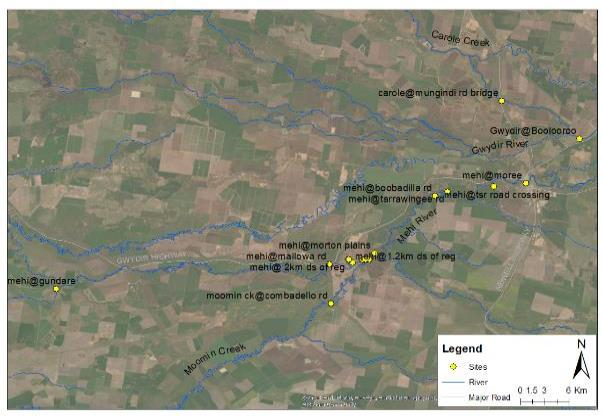 Carole Creek
carole@mungindi rd bridge
Gwydir@Boolooroo
Gwydir River
mehi@moree
mehi@boobadilla rd
mehi@tarrawingee rd
mehi@tsr road crossing
Mehi River
mehi@morton plains
GWYDIR HIGHWAY
mehi@mallowa rd
mehi@1.2km ds of reg
mehi@ 2km ds of reg
mehi@gundare
moomin ck@combadello rd
Moomin Creek
Legend
Sites
River
Major Road
N
0 1.5 3 6 Km